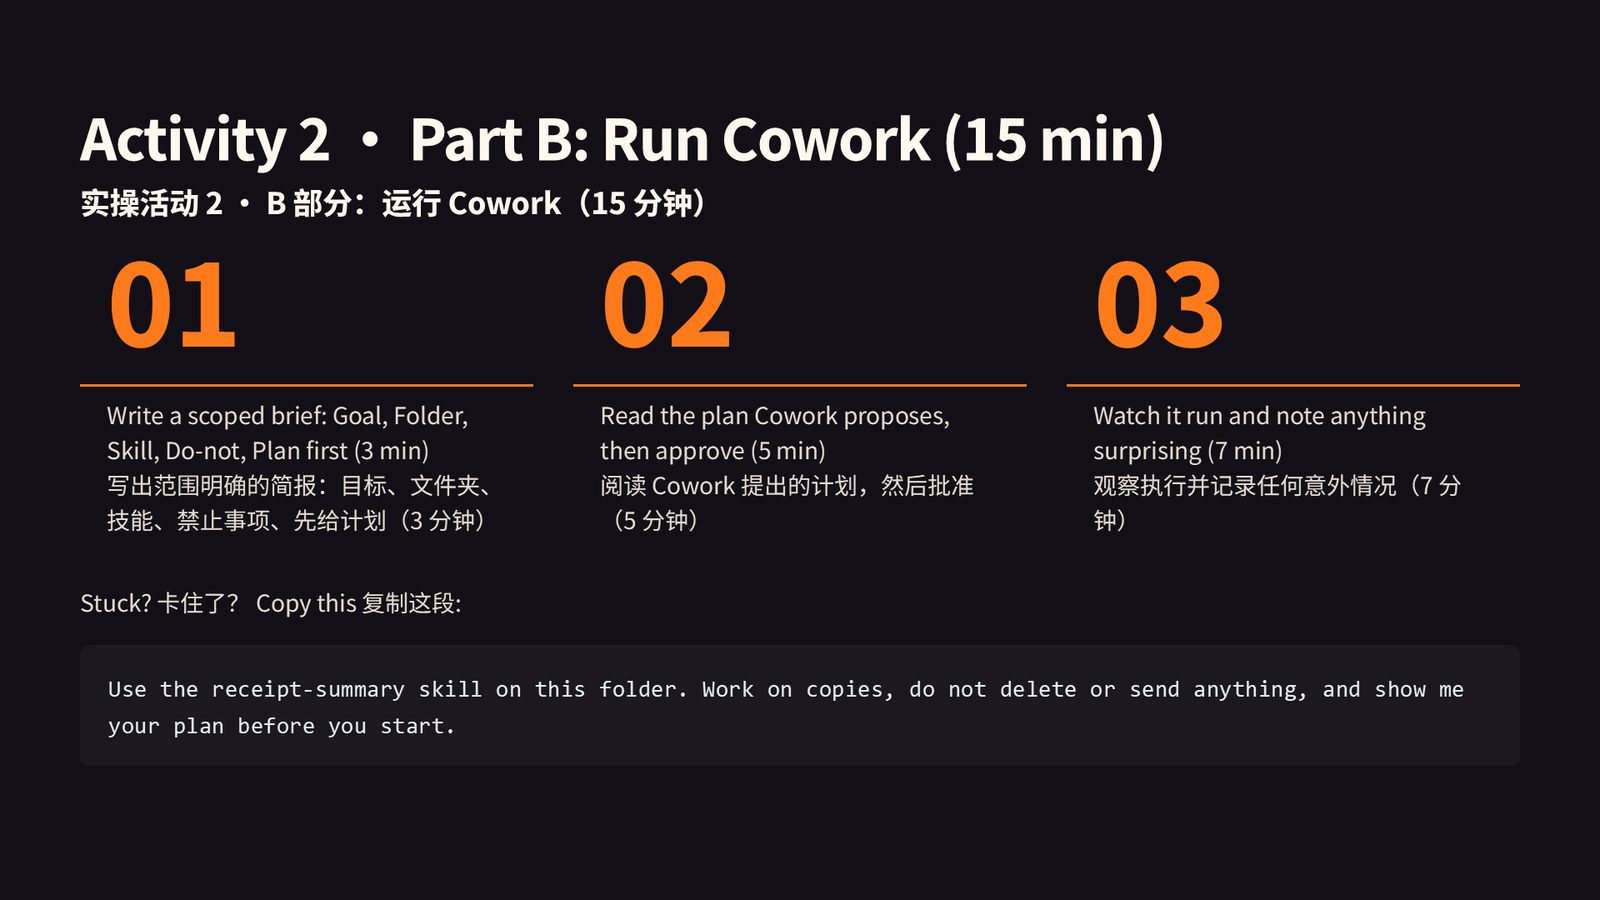 Activity 2 • Part B: Run Cowork (15 min)
实操活动 2 • B 部分：运行 Cowork（15 分钟）
01
Write a scoped brief: Goal, Folder,
Skill, Do-not, Plan first (3 min)
写出范围明确的简报：目标、文件夹、
技能、禁止事项、先给计划（3 分钟）
02
Read the plan Cowork proposes,
then approve (5 min)
阅读 Cowork 提出的计划，然后批准
（5 分钟）
03
Watch it run and note anything
surprising (7 min)
观察执行并记录任何意外情况（7 分
钟）
Stuck? 卡住了？ Copy this 复制这段:
Use the receipt-summary skill on this folder. Work on copies, do not delete or send anything, and show me
your plan before you start.